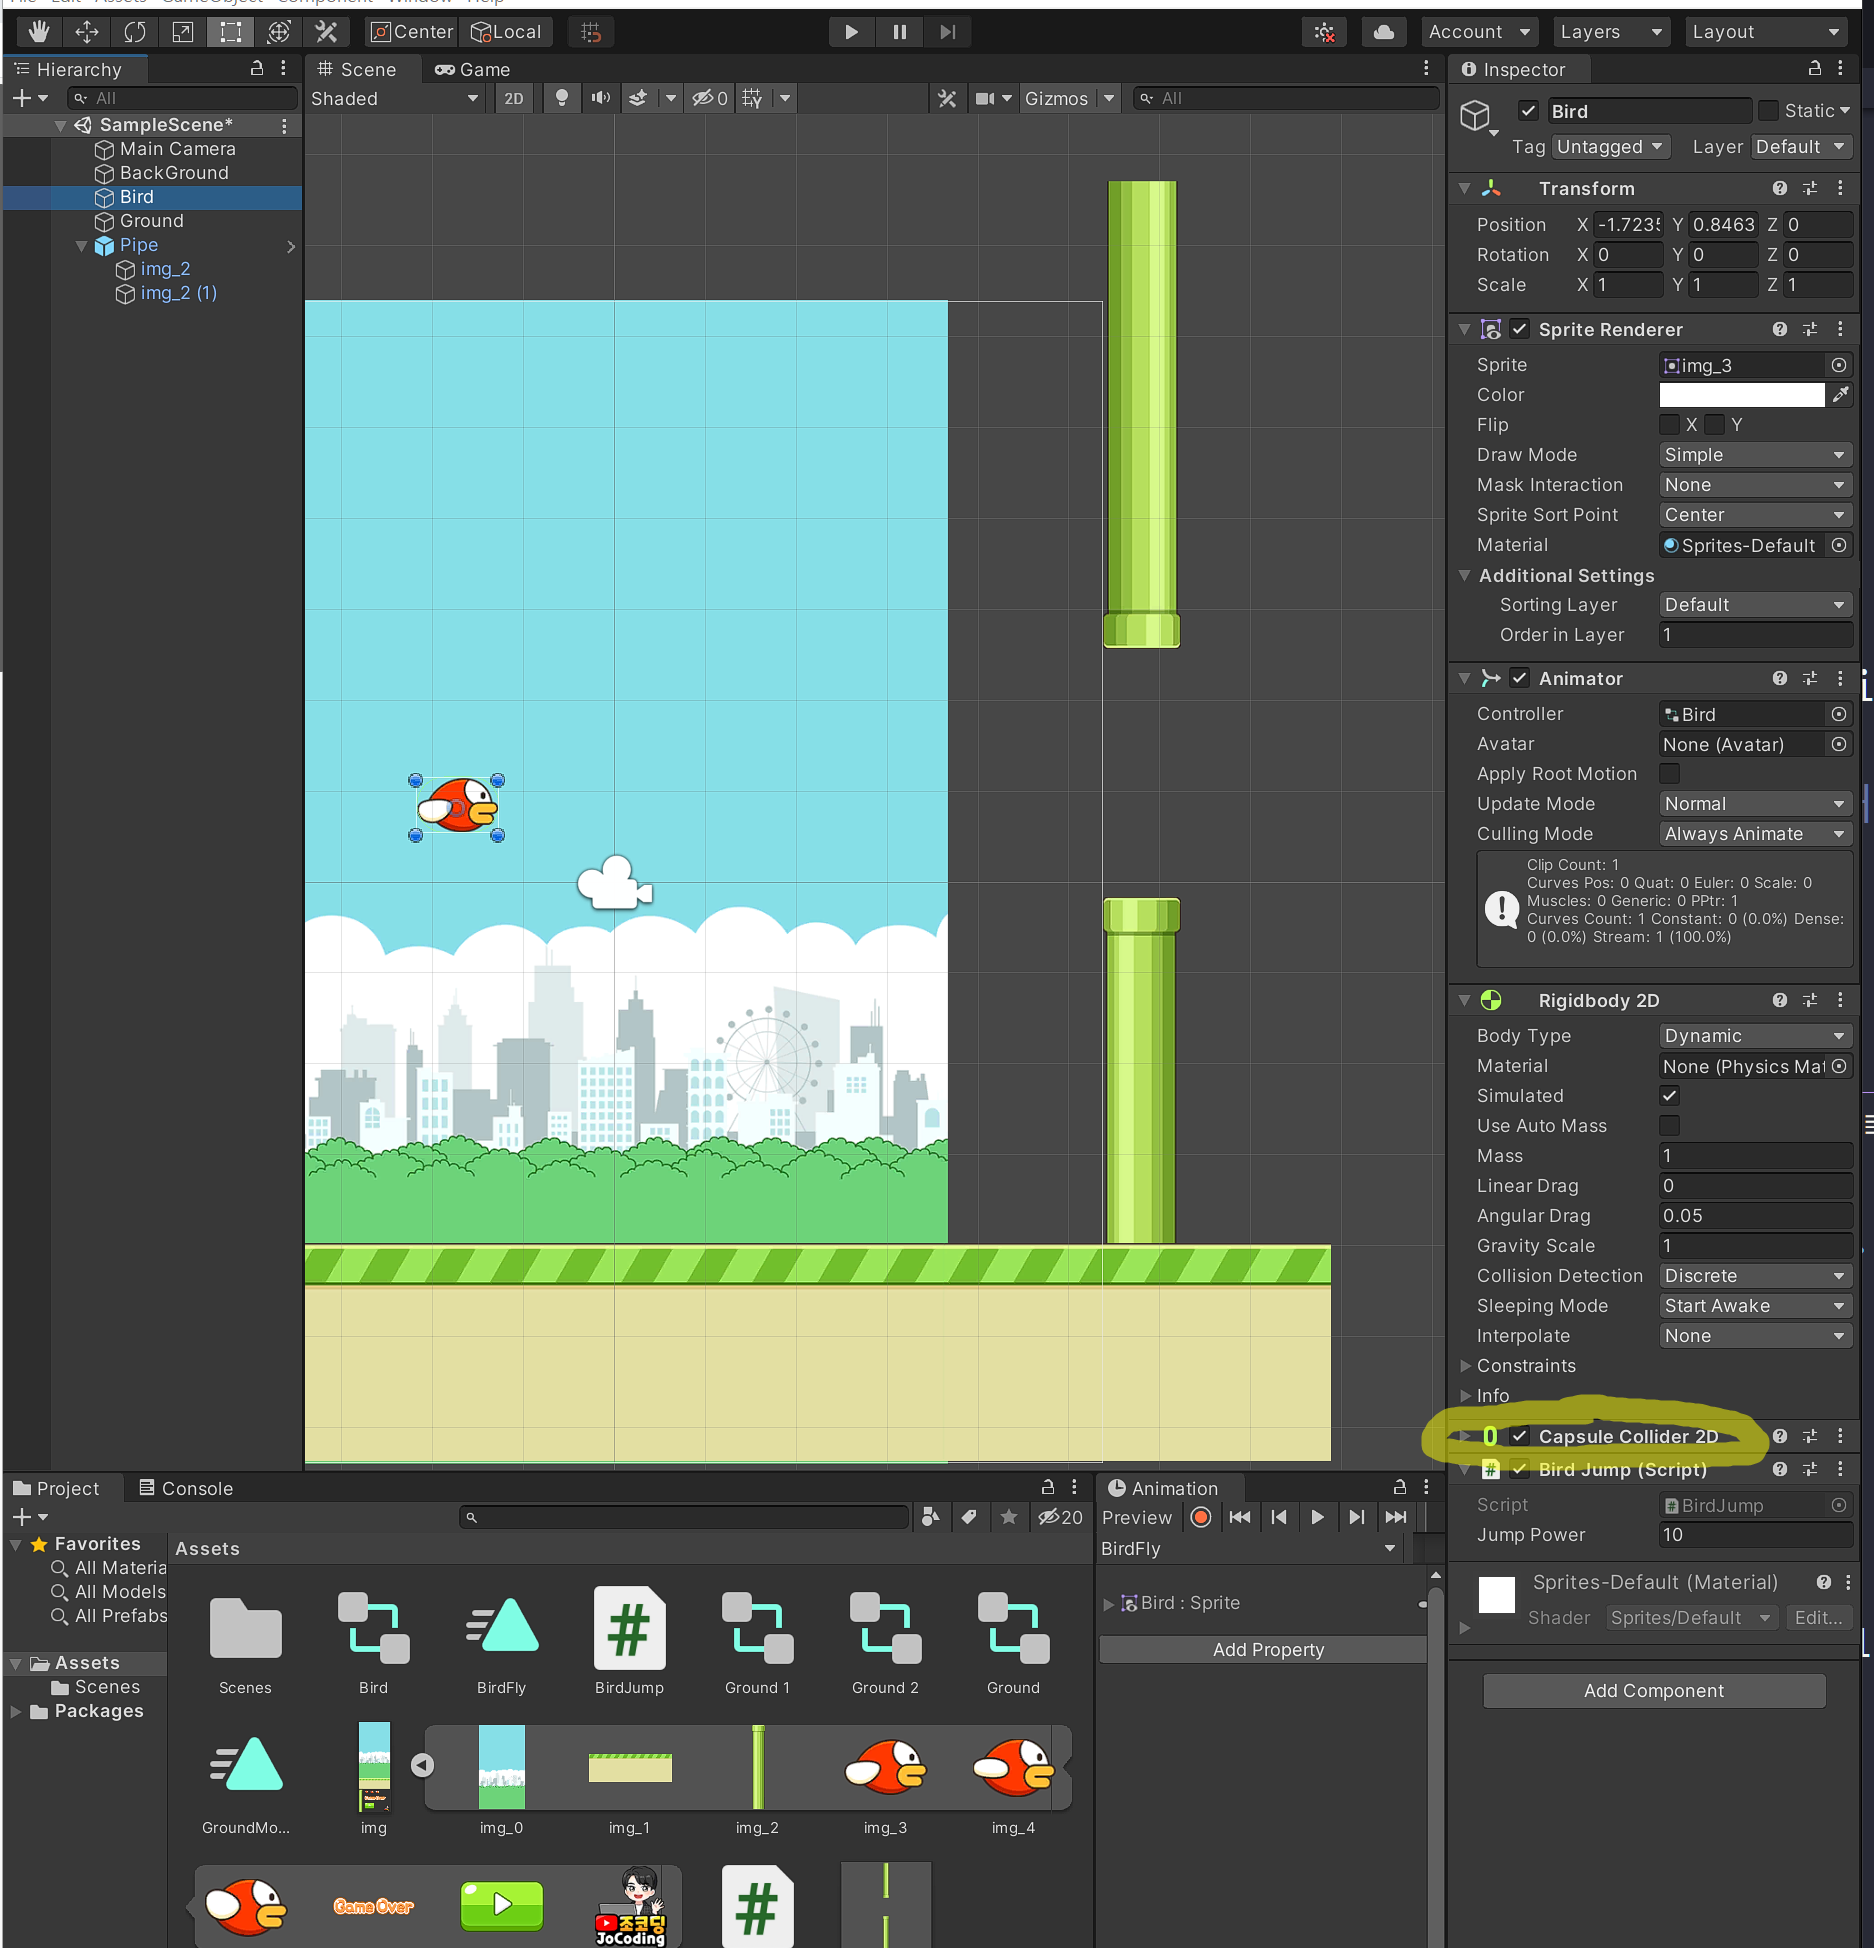 Center
Local
Account
Layers
Layout
Hierarchy
All
SampleScene*
Main Camera
BackGround
Bird
Ground
Pipe
img_2
img_2 (1)
Scene
Game
Shaded
2D
0
Gizmos
All
Inspector
Bird
Static
Tag Untagged Layer Default
Transform
Position X -1.723 Y 0.8463 Z 0
Rotation X 0 Y 0 Z 0
Scale X 1 Y 1 Z 1
Sprite Renderer
Sprite img_3
Color
Flip X Y
Draw Mode Simple
Mask Interaction None
Sprite Sort Point Center
Material Sprites-Default
Additional Settings
Sorting Layer Default
Order in Layer 1
Animator
Controller Bird
Avatar None (Avatar)
Apply Root Motion
Update Mode Normal
Culling Mode Always Animate
Clip Count: 1
Curves Pos: 0 Quat: 0 Euler: 0 Scale: 0
Muscles: 0 Generic: 0 PPtr: 1
Curves Count: 1 Constant: 0 (0.0%) Dense:
0 (0.0%) Stream: 1 (100.0%)
Rigidbody 2D
Body Type Dynamic
Material None (Physics Mat
Simulated
Use Auto Mass
Mass 1
Linear Drag 0
Angular Drag 0.05
Gravity Scale 1
Collision Detection Discrete
Sleeping Mode Start Awake
Interpolate None
Constraints
Info
Capsule Collider 2D
Bird Jump (Script)
Script BirdJump
Jump Power 10
Sprites-Default (Material)
Shader Sprites/Default Edit...
Add Component
Project
Console
20
Favorites
All Materia
All Models
All Prefabs
Assets
Scenes
Packages
Assets
Scenes
Bird
BirdFly
BirdJump
Ground 1
Ground 2
Ground
GroundMo...
img
img_0
img_1
img_2
img_3
img_4
Game Over
조코딩
JoCoding
Animation
Preview
BirdFly
Bird : Sprite
Add Property